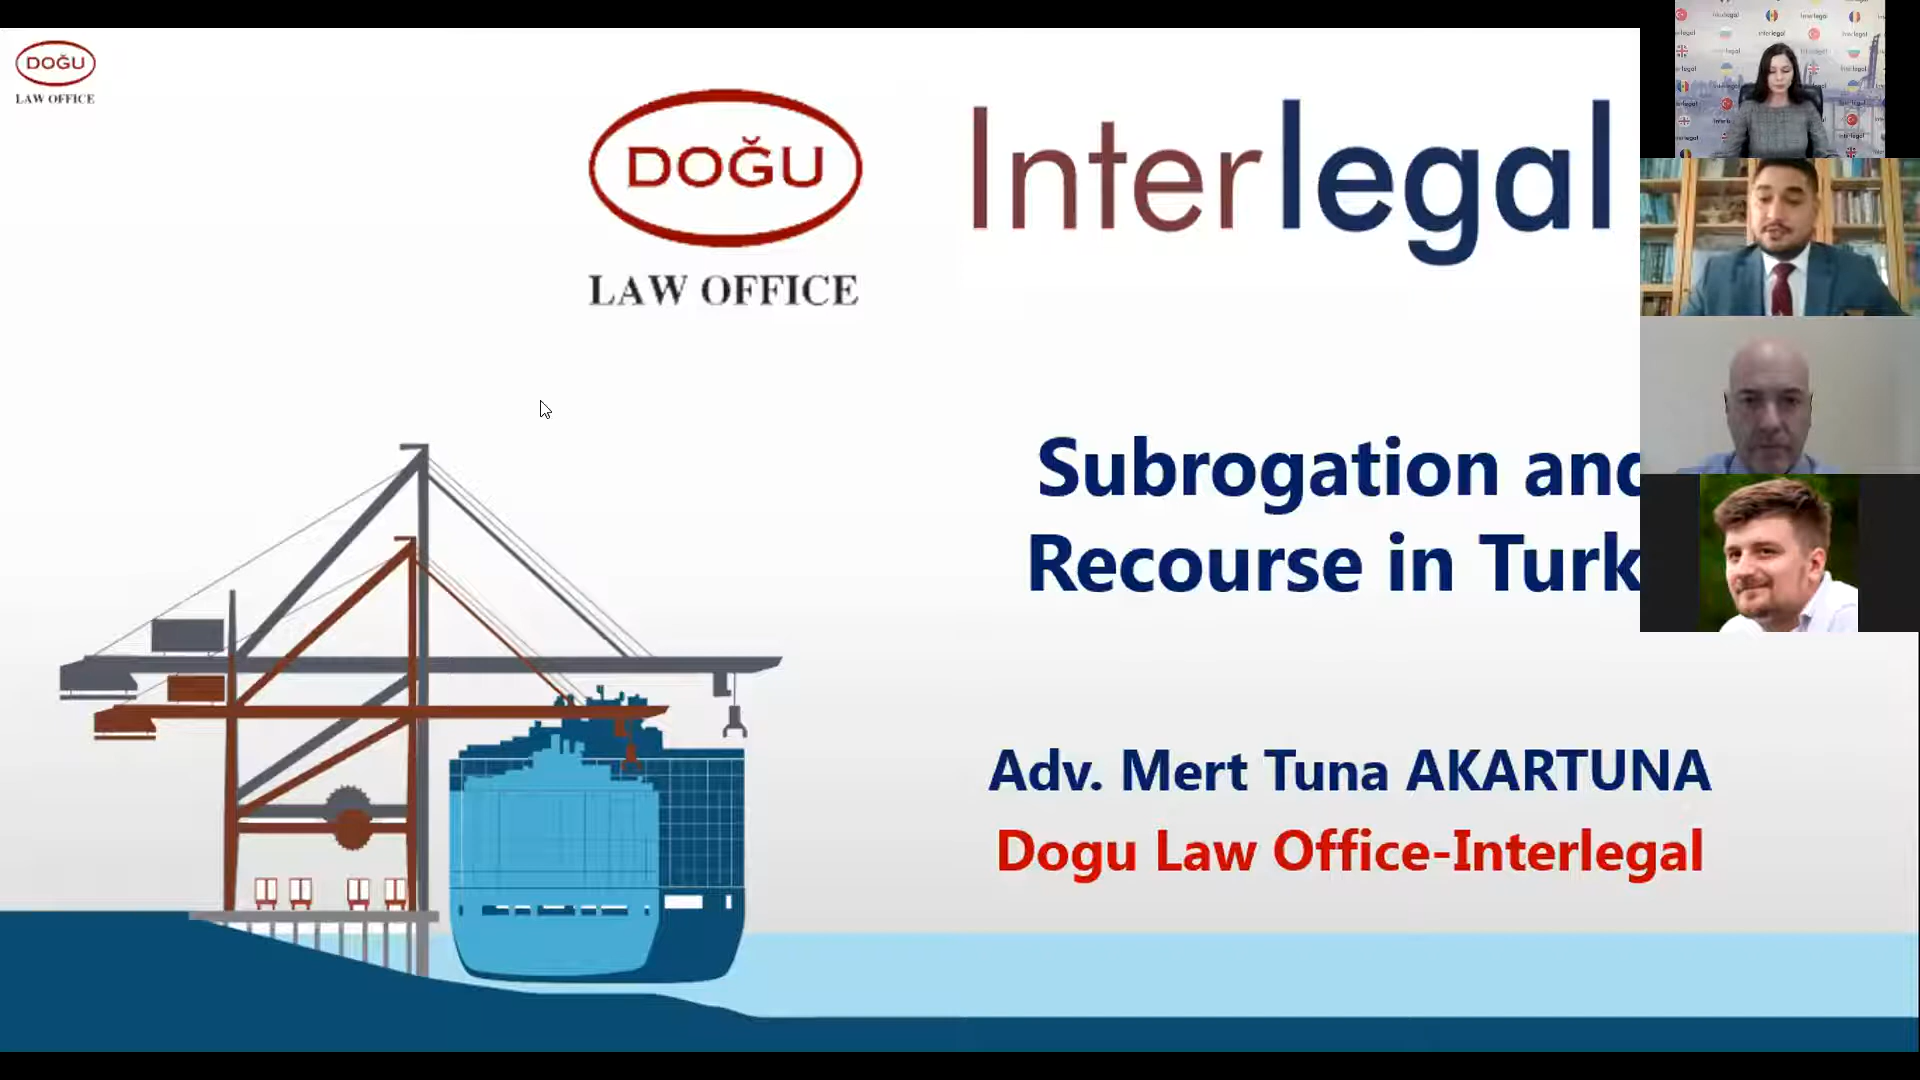 DOĞU
LAW OFFICE
DOĞU
LAW OFFICE
Interlegal
Subrogation and
Recourse in Turk
Adv. Mert Tuna AKARTUNA
Dogu Law Office-Interlegal